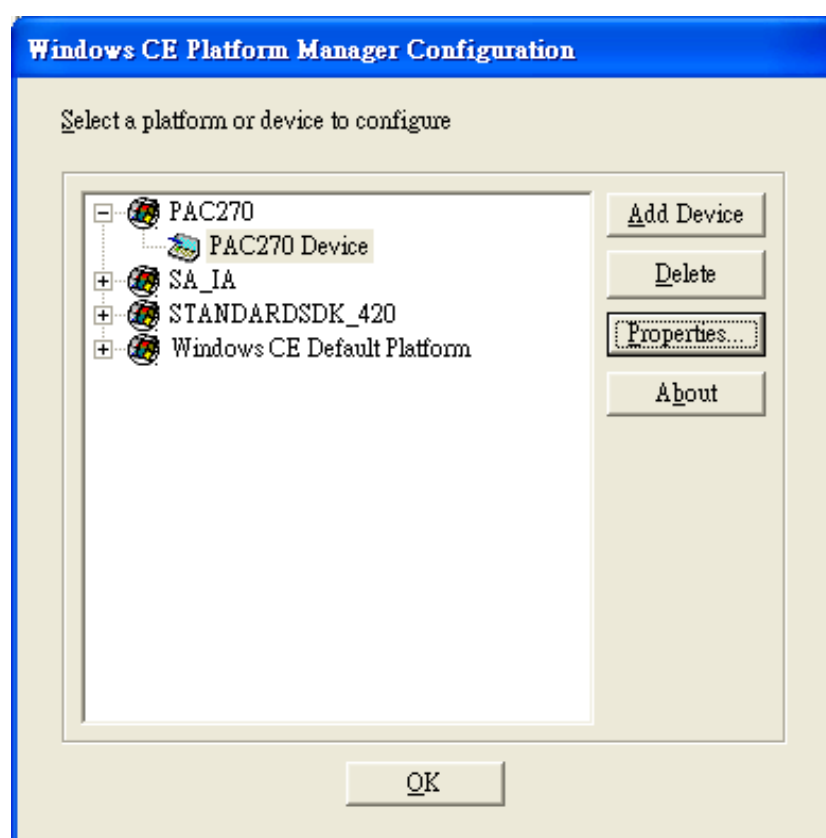 Windows CE Platform Manager Configuration
Select a platform or device to configure
PAC270
PAC270 Device
SA_IA
STANDARDSDK_420
Windows CE Default Platform
Add Device
Delete
Properties...
About
OK